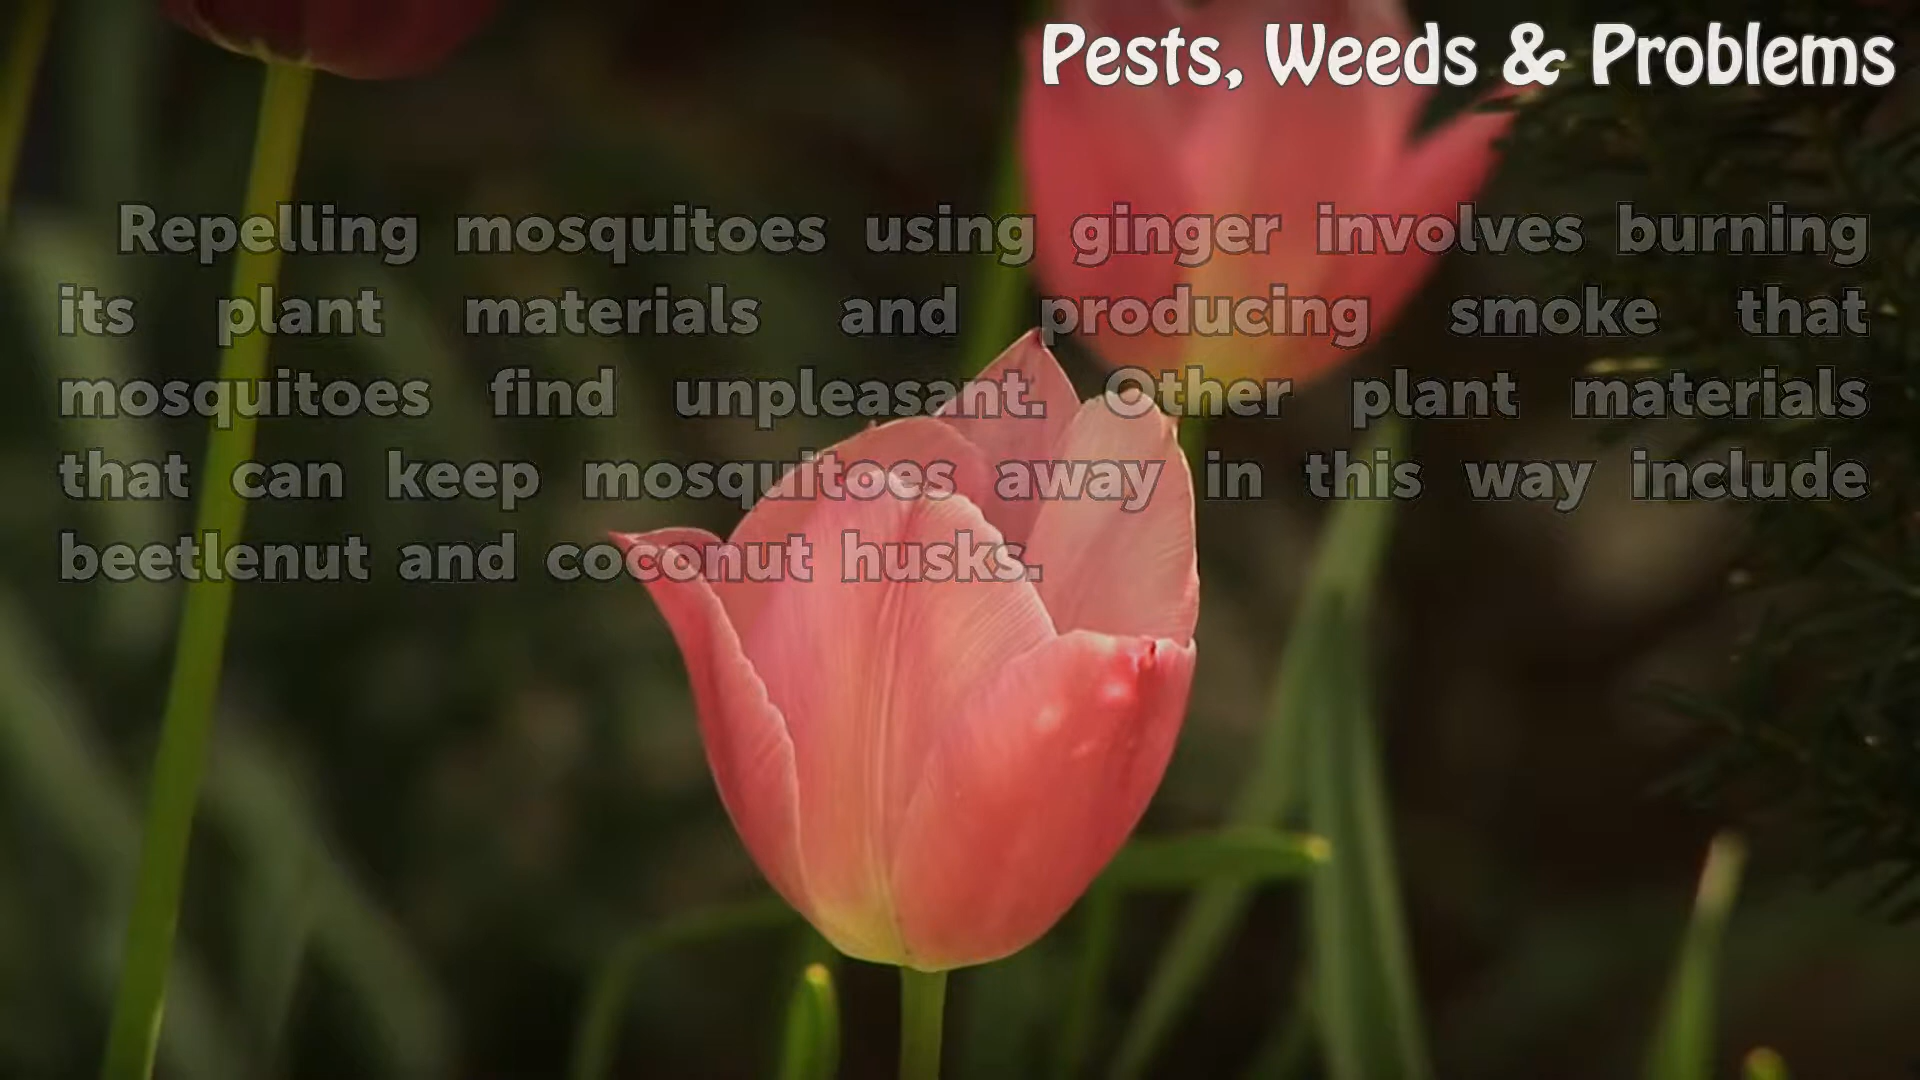 Pests, Weeds & Problems
Repelling mosquitoes using ginger involves burning
its plant materials and producing smoke that
mosquitoes find unpleasant. Other plant materials
that can keep mosquitoes away in this way include
beetlenut and coconut husks.